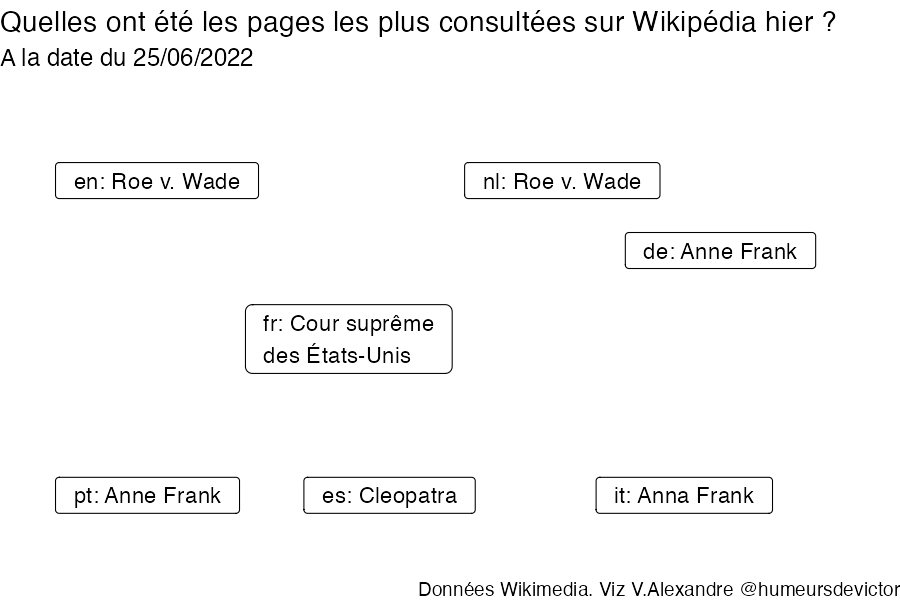 Quelles ont été les pages les plus consultées sur Wikipédia hier ?
A la date du 25/06/2022
en: Roe v. Wade
nl: Roe v. Wade
de: Anne Frank
fr: Cour suprême
des États-Unis
pt: Anne Frank
es: Cleopatra
it: Anna Frank
Données Wikimedia. Viz V.Alexandre @humeursdevictor